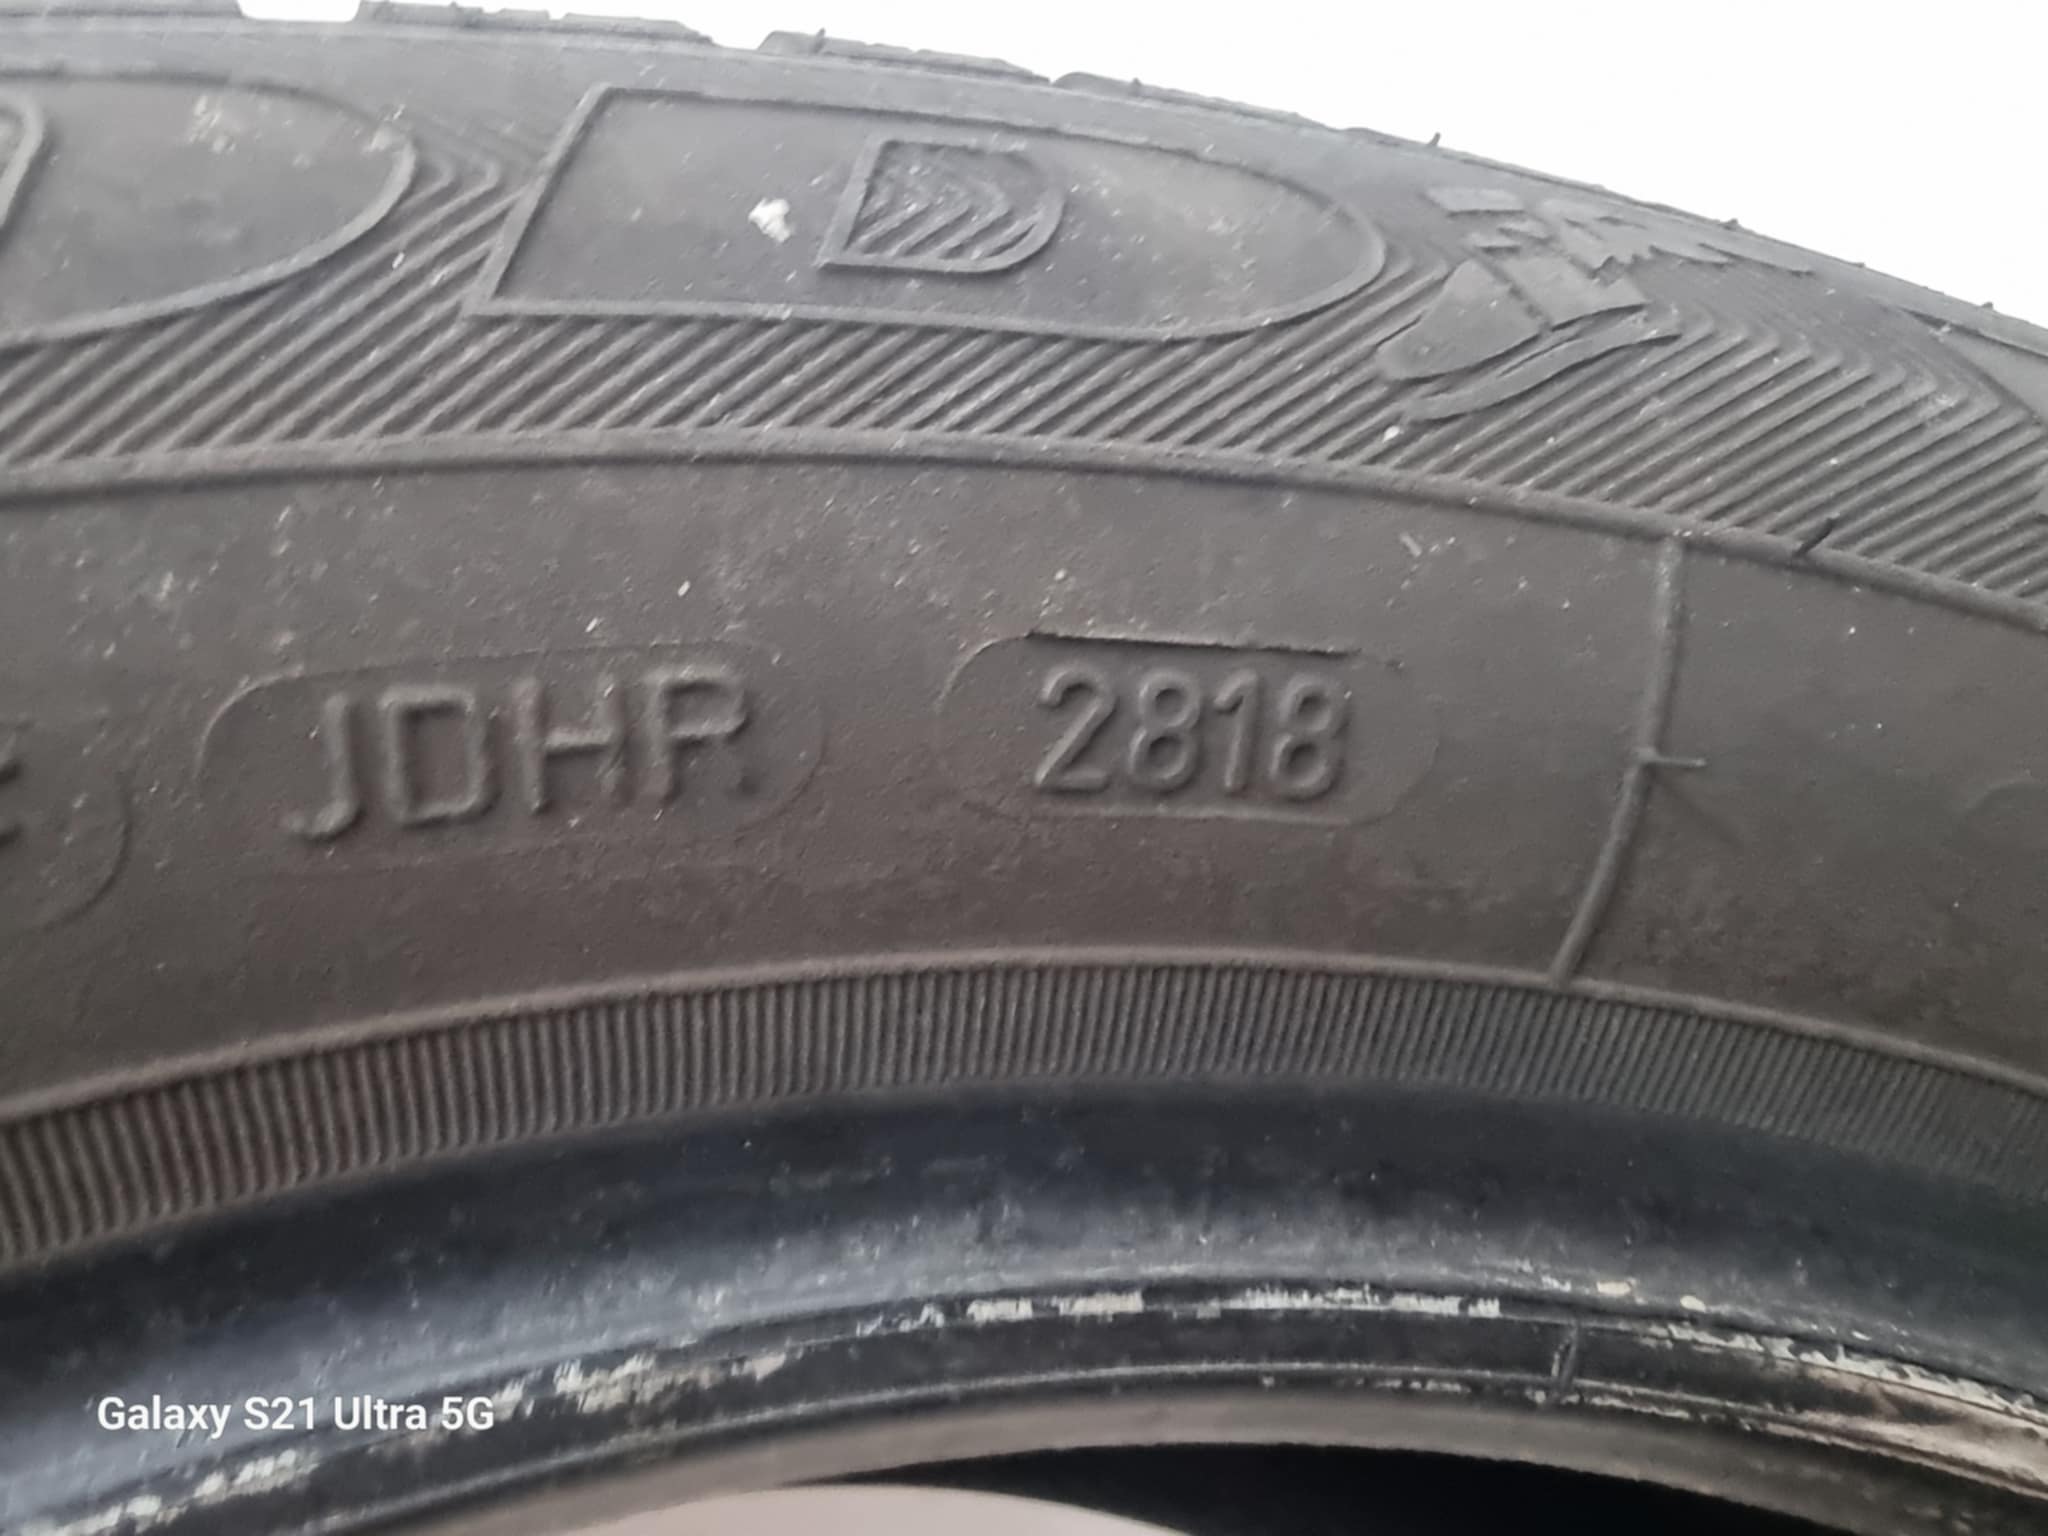 D
JDHR 2818
Galaxy S21 Ultra 5G